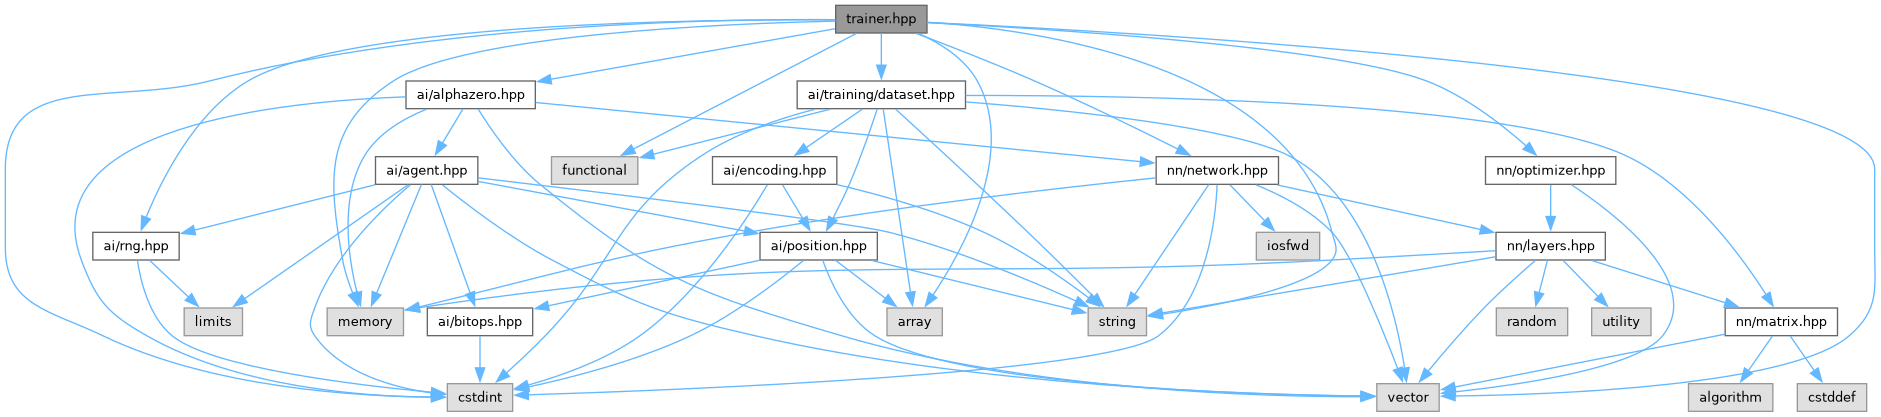 trainer.hpp
ai/alphazero.hpp
ai/training/dataset.hpp
ai/agent.hpp
functional
ai/encoding.hpp
nn/network.hpp
nn/optimizer.hpp
ai/rng.hpp
ai/position.hpp
iosfwd
nn/layers.hpp
limits
memory
ai/bitops.hpp
array
string
random
utility
nn/matrix.hpp
cstdint
vector
algorithm
cstddef